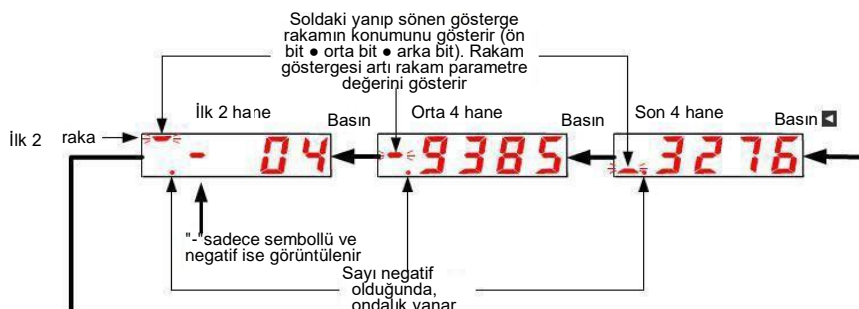 Soldaki yanıp sönen gösterge
rakamın konumunu gösterir (ön
bit ● orta bit ● arka bit). Rakam
göstergesi artı rakam parametre
değerini gösterir
İlk 2 raka
İlk 2 hane
Basın
Orta 4 hane
Basın
Son 4 hane
Basın ◄
- 04
-.9385
_.3276
"-"sadece sembollü ve
negatif ise görüntülenir
Sayı negatif
olduğunda,
ondalık yanar